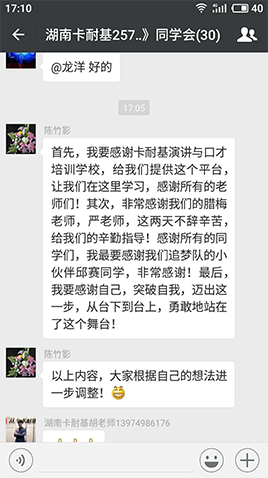 17:10
40
湖南卡耐基257..》同学会(30)
@龙洋 好的
17:05
陈竹影
首先，我要感谢卡耐基演讲与口才
培训学校，给我们提供这个平台，
让我们在这里学习，感谢所有的老
师们！其次，非常感谢我们的腊梅
老师，严老师，这两天不辞辛苦，
给我们的辛勤指导！感谢所有的同
学们，我最要感谢我们追梦队的小
伙伴邱赛同学，非常感谢！最后，
我要感谢自己，突破自我，迈出这
一步，从台下到台上，勇敢地站在
了这个舞台！
陈竹影
以上内容，大家根据自己的想法进
一步调整！
湖南卡耐基胡老师13974986176